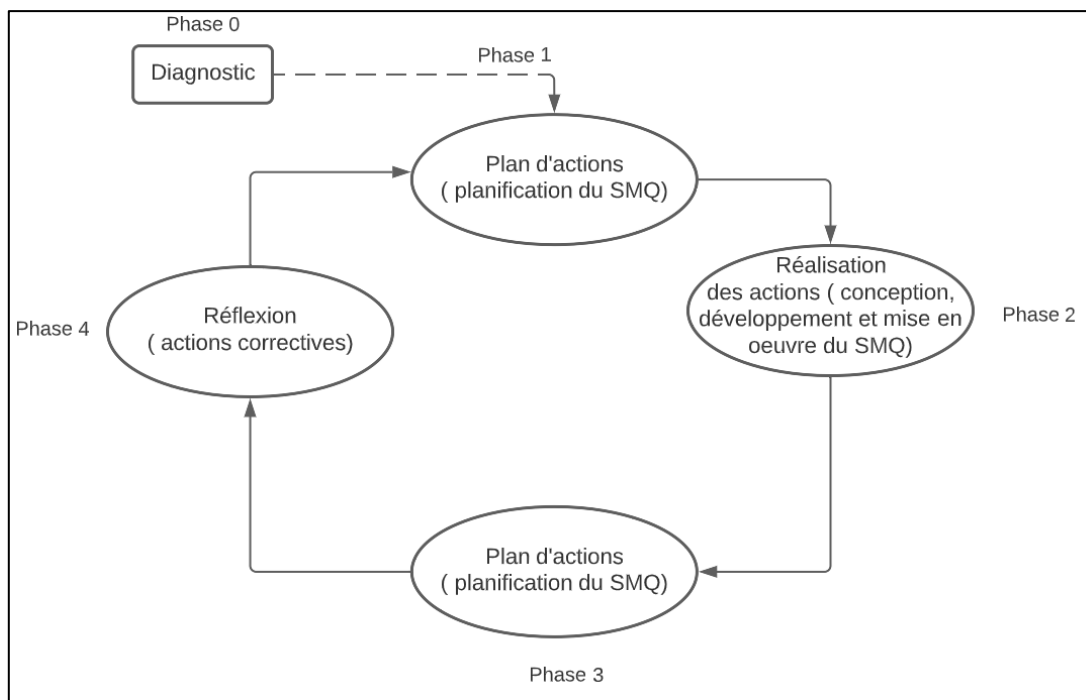 Phase 0
Diagnostic
Phase 1
Plan d'actions
( planification du SMQ)
Réalisation
des actions ( conception,
développement et mise en
oeuvre du SMQ)
Phase 2
Phase 4
Réflexion
( actions correctives)
Plan d'actions
( planification du SMQ)
Phase 3